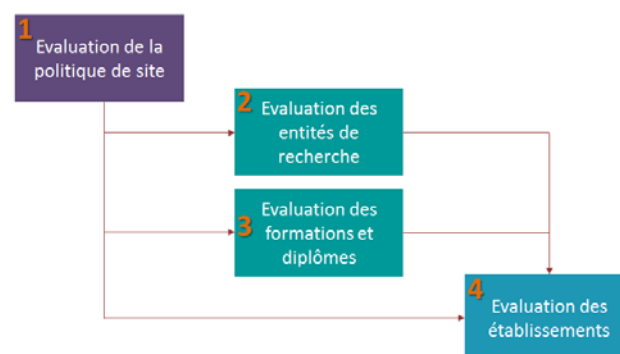 1
Evaluation de la
politique de site
2
Evaluation des
entités de
recherche
3
Evaluation des
formations et
diplômes
4
Evaluation des
établissements